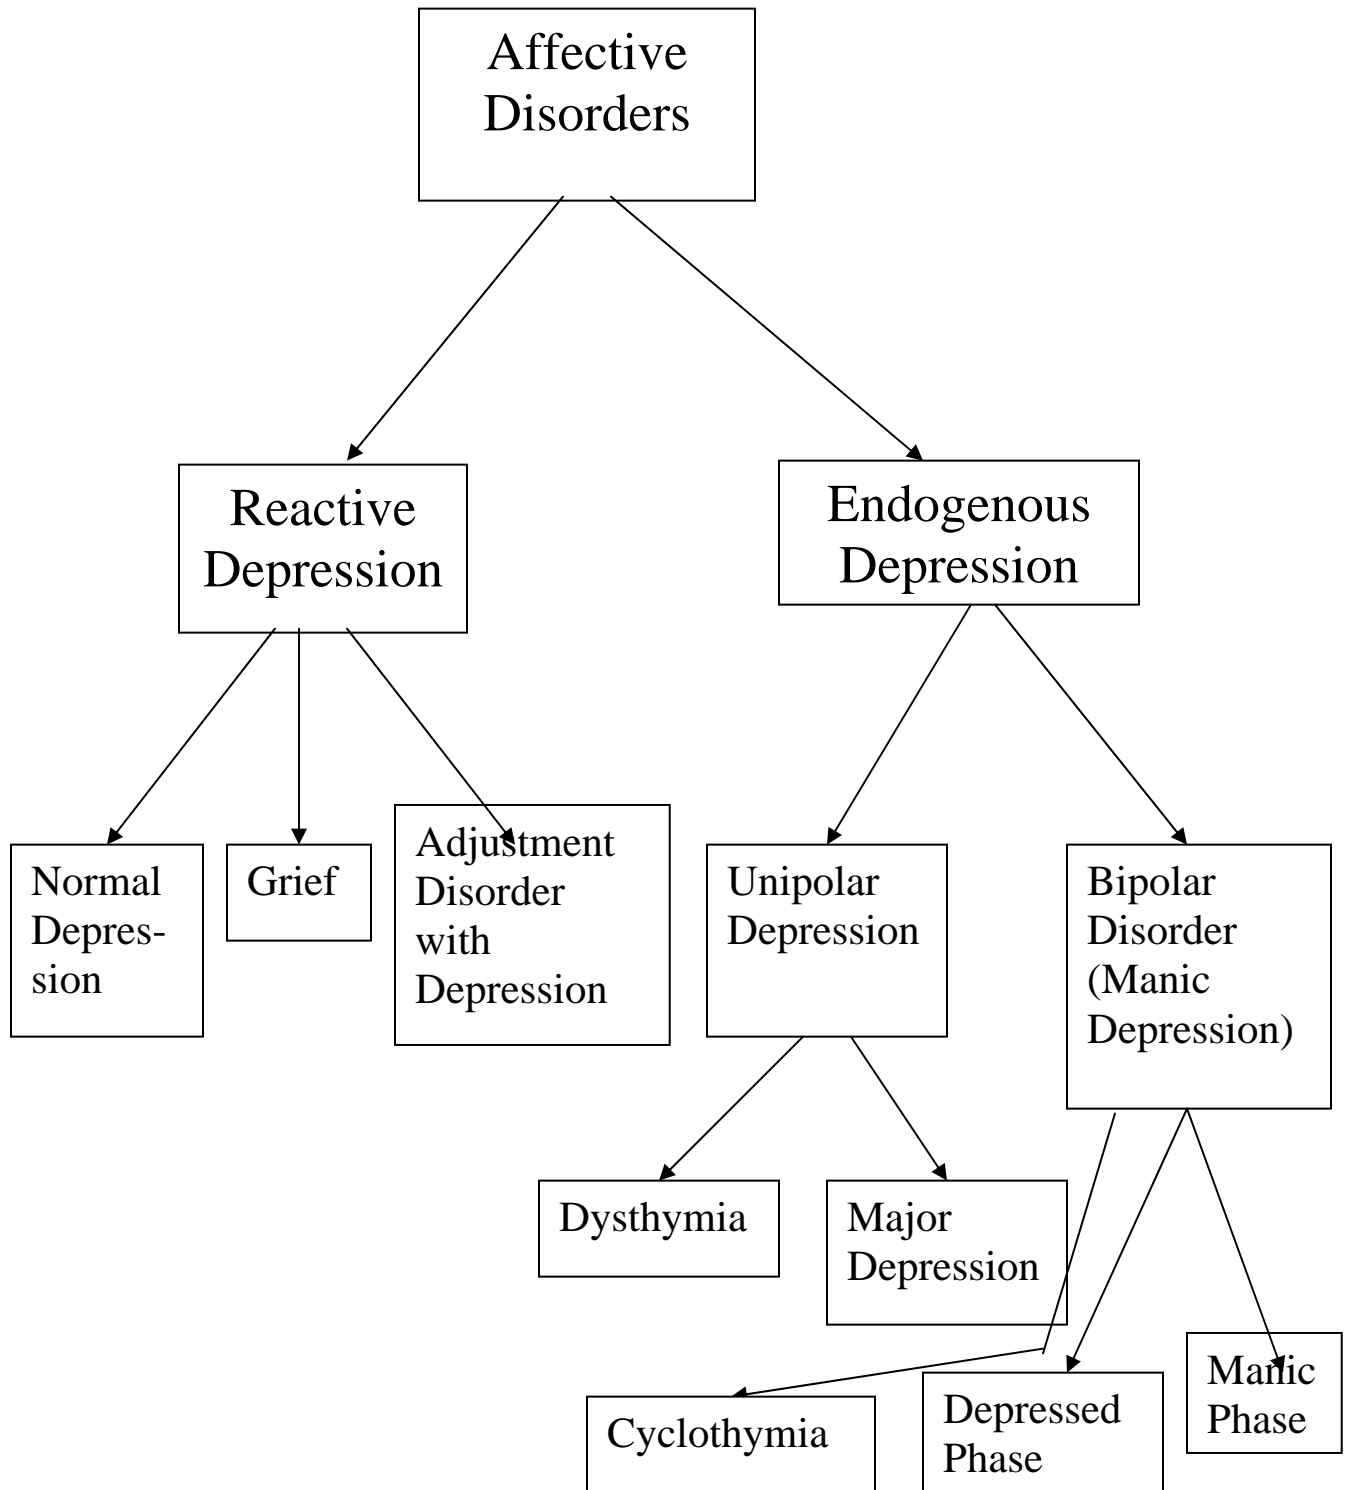 Affective
Disorders
Reactive
Depression
Endogenous
Depression
Normal
Depres-
sion
Grief
Adjustment
Disorder
with
Depression
Unipolar
Depression
Bipolar
Disorder
(Manic
Depression)
Dysthymia
Major
Depression
Cyclothymia
Depressed
Phase
Manic
Phase